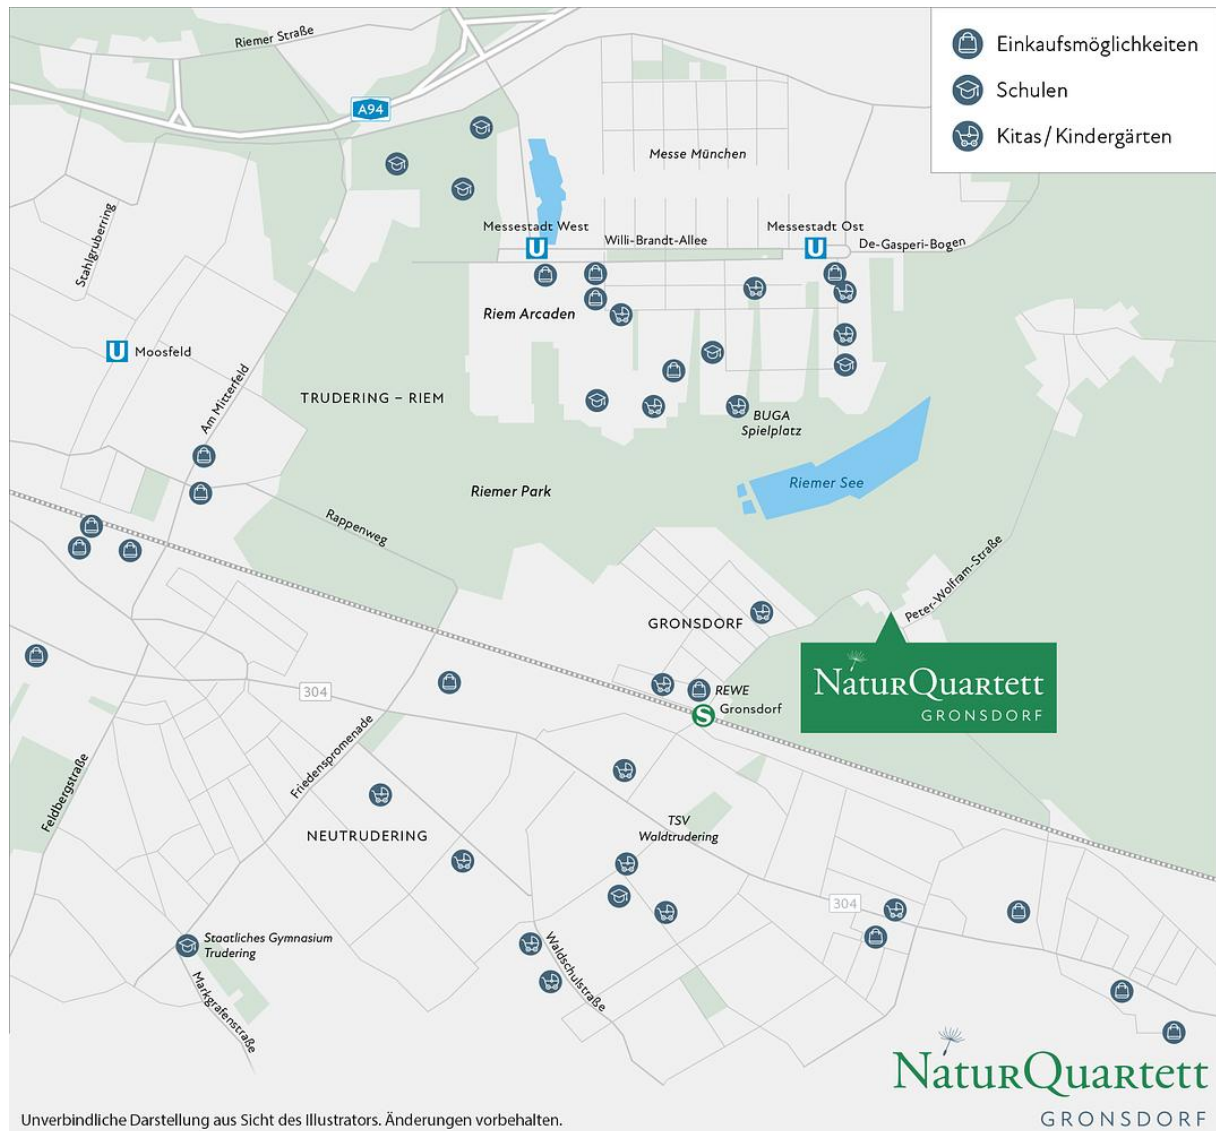 Riemer Straße
Einkaufsmöglichkeiten
Schulen
Kitas/Kindergärten
A94
Messe München
Stahlgruberring
Messestadt West
Willi-Brandt-Allee
Messestadt Ost
De-Gasperi-Bogen
U
U
Riem Arcaden
U
Moosfeld
Am Mitterfeld
TRUDERING – RIEM
BUGA
Spielplatz
Riemer Park
Riemer See
Rappenweg
Peter-Wolfram-Straße
GRONSDORF
NATURQUARTETT
GRONSDORF
REWE
S
Gronsdorf
304
Friedenspromenade
Feldbergstraße
NEUTRUDERING
TSV
Waldtrudering
304
Staatliches Gymnasium
Trudering
Markgrafenstraße
Waldschulstraße
NATURQUARTETT
GRONSDORF
Unverbindliche Darstellung aus Sicht des Illustrators. Änderungen vorbehalten.